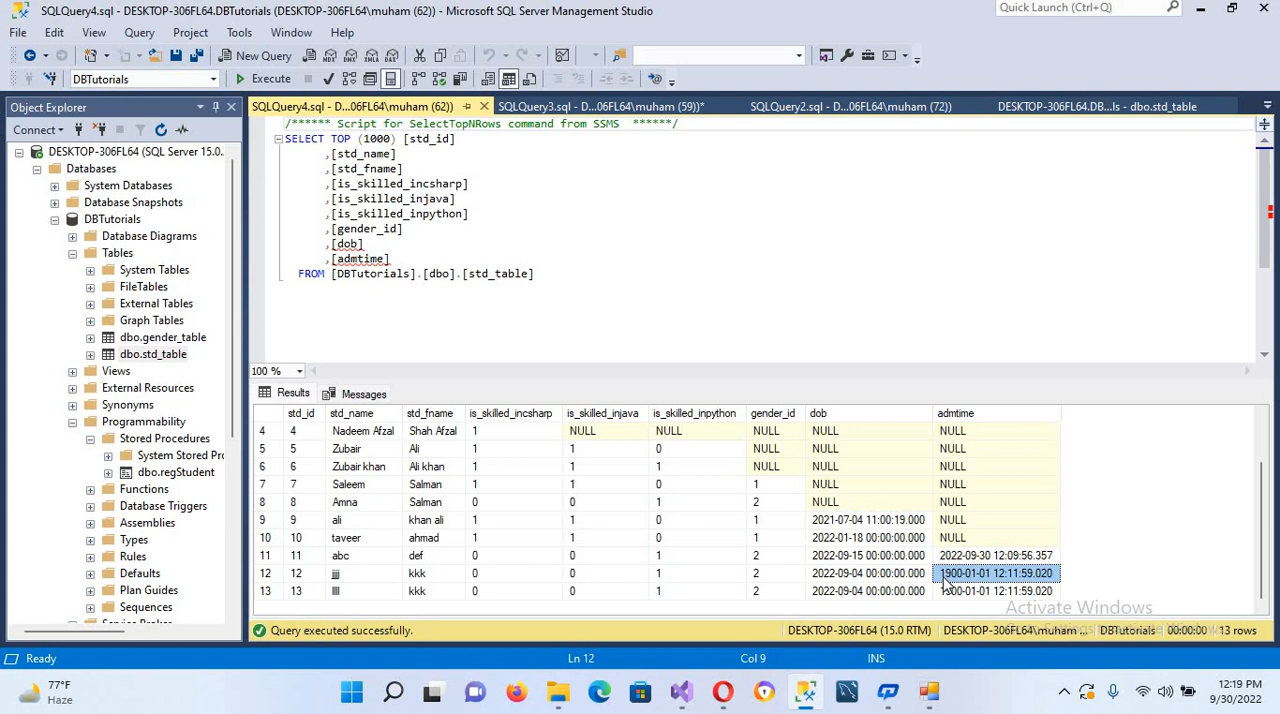 SQLQuery4.sql - DESKTOP-306FL64.DBTutorials (DESKTOP-306FL64\muham (62)) - Microsoft SQL Server Management Studio
Quick Launch (Ctrl+Q)
File Edit View Query Project Tools Window Help
New Query MDX DMX XMLA DAX
DBTutorials Execute
Object Explorer
SQLQuery4.sql - D...06FL64\muham (62)) SQLQuery3.sql - D...06FL64\muham (59))* SQLQuery2.sql - D...06FL64\muham (72)) DESKTOP-306FL64.DB...ls - dbo.std_table
Connect
DESKTOP-306FL64 (SQL Server 15.0
Databases
System Databases
Database Snapshots
DBTutorials
Database Diagrams
Tables
System Tables
FileTables
External Tables
Graph Tables
dbo.gender_table
dbo.std_table
Views
External Resources
Synonyms
Programmability
Stored Procedures
System Stored Pr
dbo.regStudent
Functions
Database Triggers
Assemblies
Types
Rules
Defaults
Plan Guides
Sequences
/****** Script for SelectTopNRows command from SSMS ******/
SELECT TOP (1000) [std_id]
,[std_name]
,[std_fname]
,[is_skilled_incsharp]
,[is_skilled_injava]
,[is_skilled_inpython]
,[gender_id]
,[dob]
,[admtime]
FROM [DBTutorials].[dbo].[std_table]
100 %
Results Messages
std_id std_name std_fname is_skilled_incsharp is_skilled_injava is_skilled_inpython gender_id dob admtime
4 4 Nadeem Afzal Shah Afzal 1 NULL NULL NULL NULL NULL
5 5 Zubair Ali 1 1 0 NULL NULL NULL
6 6 Zubair khan Ali khan 1 1 1 NULL NULL NULL
7 7 Saleem Salman 1 1 0 1 NULL NULL
8 8 Amna Salman 0 0 1 2 NULL NULL
9 9 ali khan ali 1 1 0 1 2021-07-04 11:00:19.000 NULL
10 10 taveer ahmad 1 1 0 1 2022-01-18 00:00:00.000 NULL
11 11 abc def 0 0 1 2 2022-09-15 00:00:00.000 2022-09-30 12:09:56.357
12 12 jjjj kkk 0 0 1 2 2022-09-04 00:00:00.000 1900-01-01 12:11:59.020
13 13 llll kkk 0 0 1 2 2022-09-04 00:00:00.000 1900-01-01 12:11:59.020
Activate Windows
Query executed successfully. DESKTOP-306FL64 (15.0 RTM) DESKTOP-306FL64\muham ... DBTutorials 00:00:00 13 rows
Ready Ln 12 Col 9 INS
77°F
Haze
12:19 PM
9/30/2022